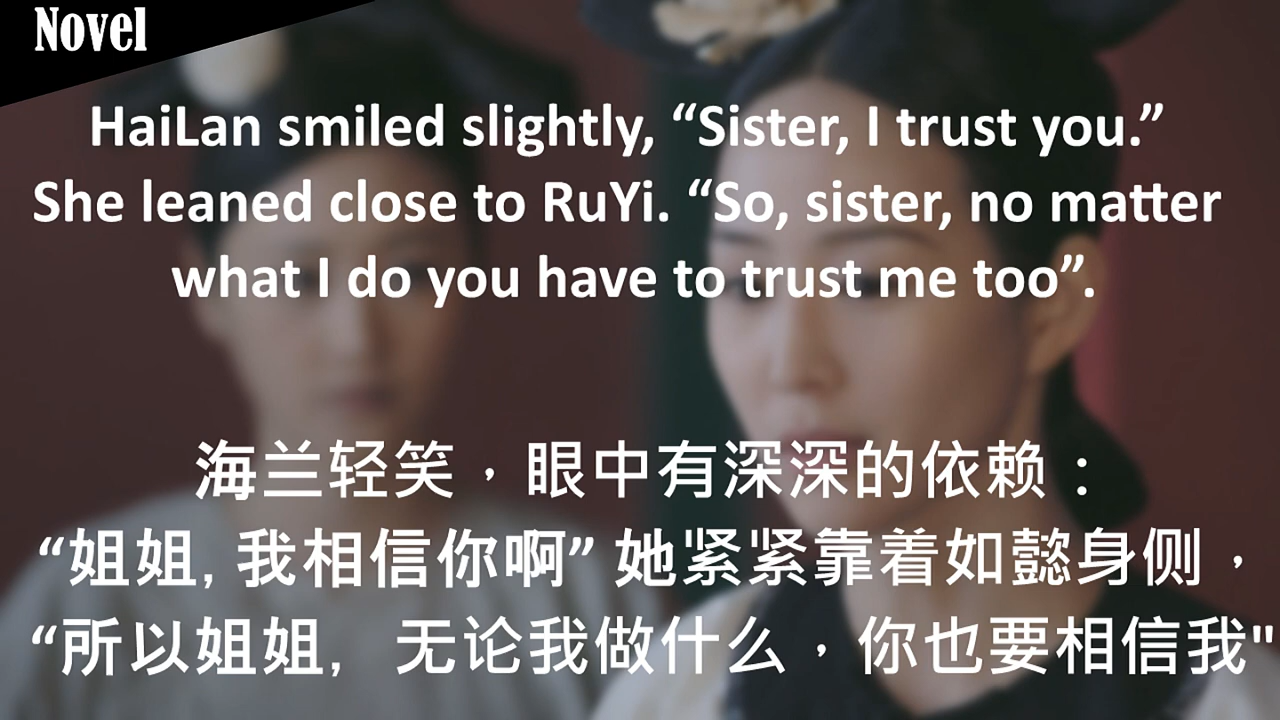 Novel
HaiLan smiled slightly, “Sister, I trust you.”
She leaned close to RuYi. “So, sister, no matter
what I do you have to trust me too”.
海兰轻笑，眼中有深深的依赖：
“姐姐, 我相信你啊” 她紧紧靠着如懿身侧，
“所以姐姐， 无论我做什么，你也要相信我"